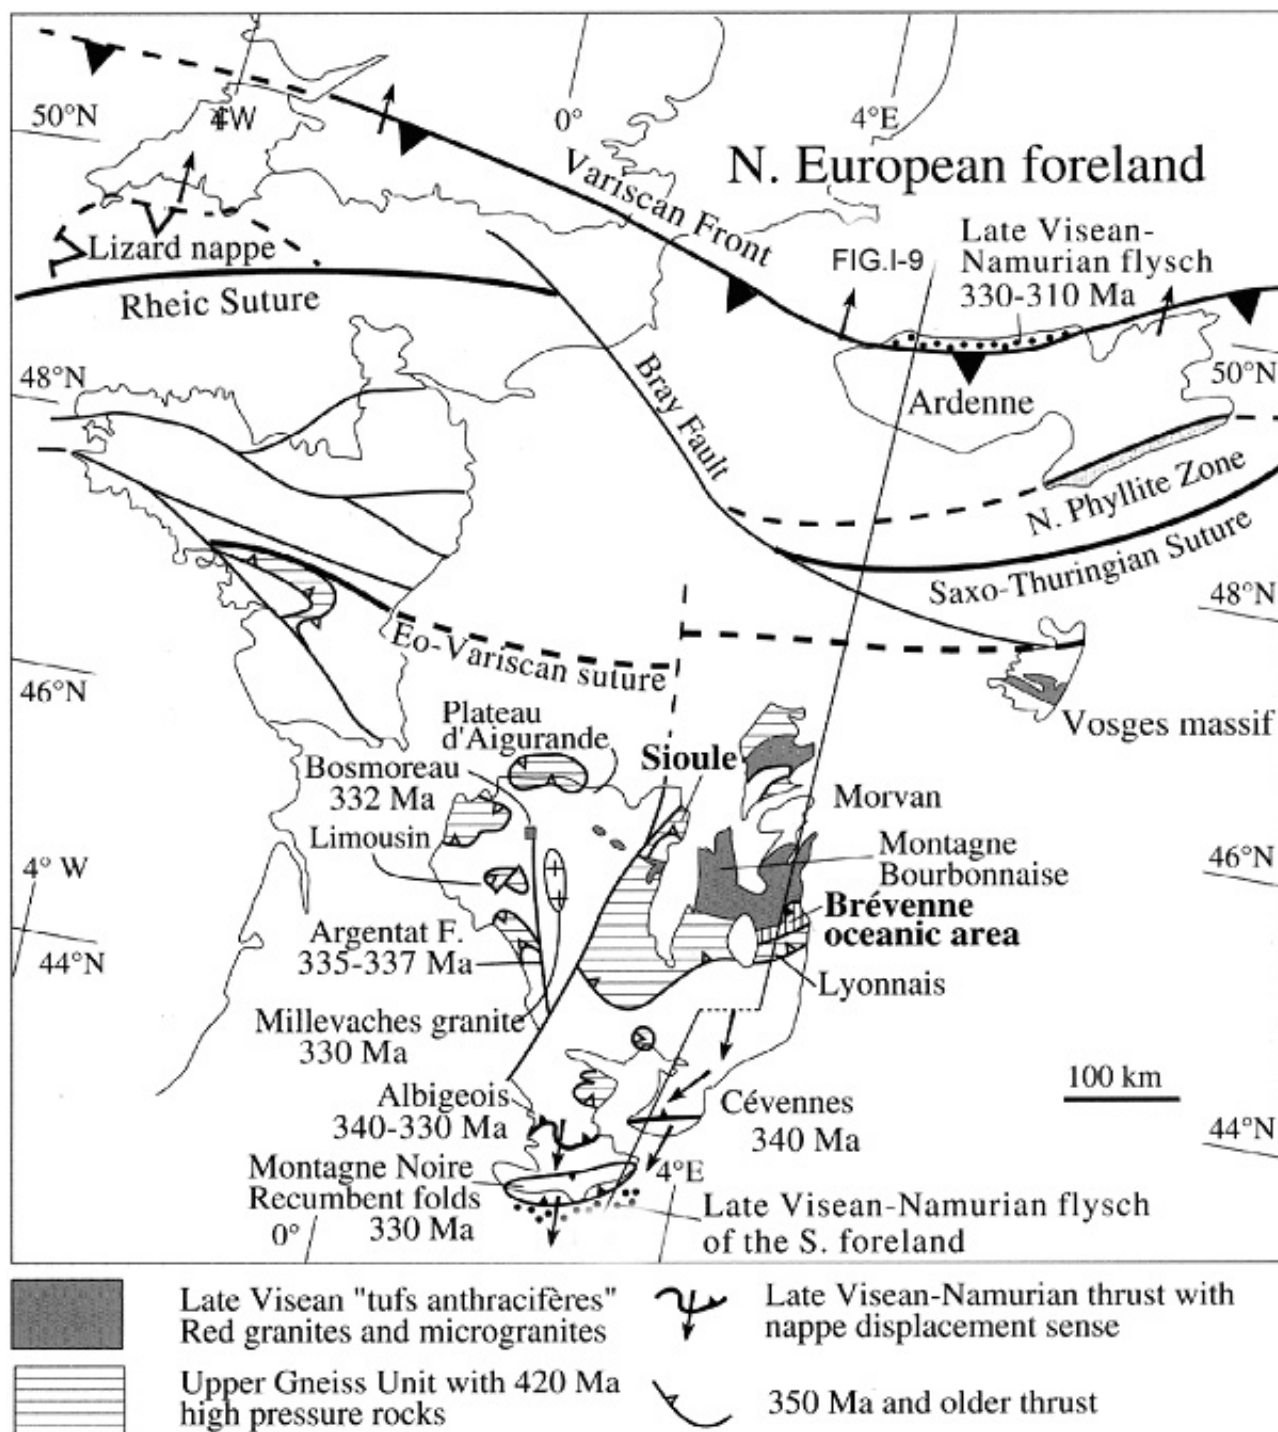 50°N
4°W
0°
4°E
N. European foreland
Variscan Front
Late Visean-
Namurian flysch
330-310 Ma
FIG.I-9
Lizard nappe
Rheic Suture
48°N
Bray Fault
Ardenne
50°N
N. Phyllite Zone
Saxo-Thuringian Suture
48°N
Eo-Variscan suture
46°N
Vosges massif
Plateau
d'Aigurande
Sioule
Bosmoreau
332 Ma
Morvan
Limousin
Montagne
Bourbonnaise
46°N
4° W
Brévenne
oceanic area
Argentat F.
335-337 Ma
44°N
Lyonnais
Millevaches granite
330 Ma
100 km
Albigeois
340-330 Ma
Cévennes
340 Ma
44°N
Montagne Noire
Recumbent folds
330 Ma
4°E
0°
Late Visean-Namurian flysch
of the S. foreland
Late Visean "tufs anthracifères"
Red granites and microgranites
Late Visean-Namurian thrust with
nappe displacement sense
Upper Gneiss Unit with 420 Ma
high pressure rocks
350 Ma and older thrust